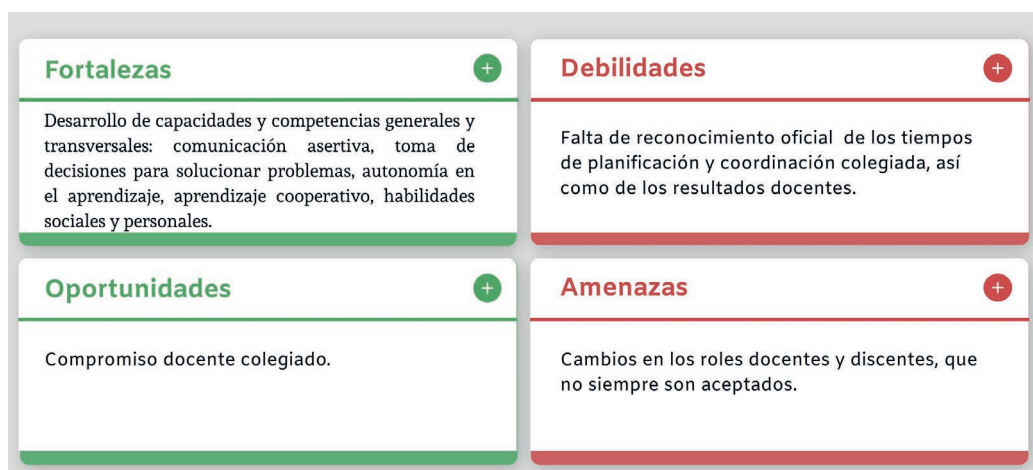 Fortalezas
+
Desarrollo de capacidades y competencias generales y
transversales: comunicación asertiva, toma de
decisiones para solucionar problemas, autonomía en
el aprendizaje, aprendizaje cooperativo, habilidades
sociales y personales.
Debilidades
+
Falta de reconocimiento oficial de los tiempos
de planificación y coordinación colegiada, así
como de los resultados docentes.
Oportunidades
+
Compromiso docente colegiado.
Amenazas
+
Cambios en los roles docentes y discentes, que
no siempre son aceptados.